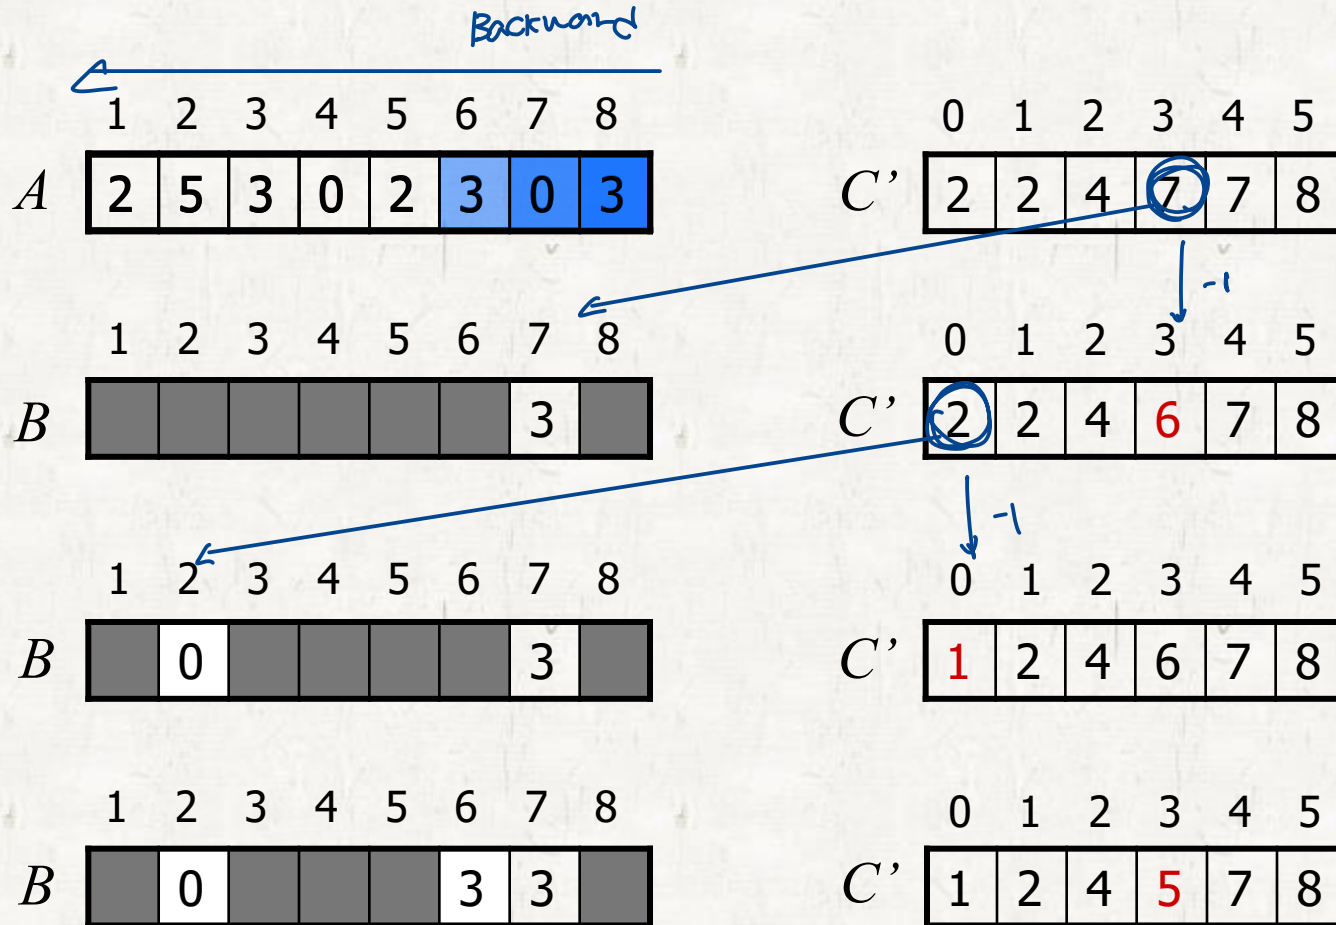 Backward
1 2 3 4 5 6 7 8
0 1 2 3 4 5
A 2 5 3 0 2 3 0 3
C’ 2 2 4 7 7 8
-1
1 2 3 4 5 6 7 8
0 1 2 3 4 5
B 3
C’ 2 2 4 6 7 8
-1
1 2 3 4 5 6 7 8
0 1 2 3 4 5
B 0 3
C’ 1 2 4 6 7 8
1 2 3 4 5 6 7 8
0 1 2 3 4 5
B 0 3 3
C’ 1 2 4 5 7 8